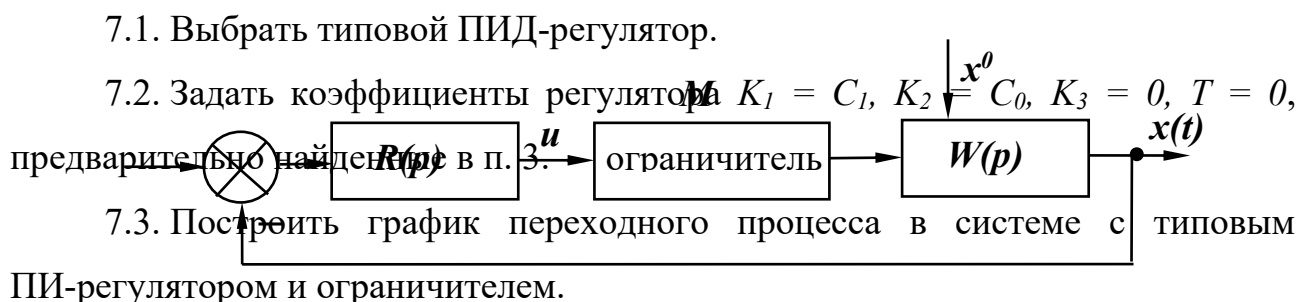 7.1. Выбрать типовой ПИД-регулятор.
x⁰
7.2. Задать коэффициенты регулятора K₁ = C₁, K₂ = C₀, K₃ = 0, T = 0,
M
x(t)
u
предварительно найденные в п. 3.
R(p)
ограничитель
W(p)
7.3. Построить график переходного процесса в системе с типовым
–
ПИ-регулятором и ограничителем.